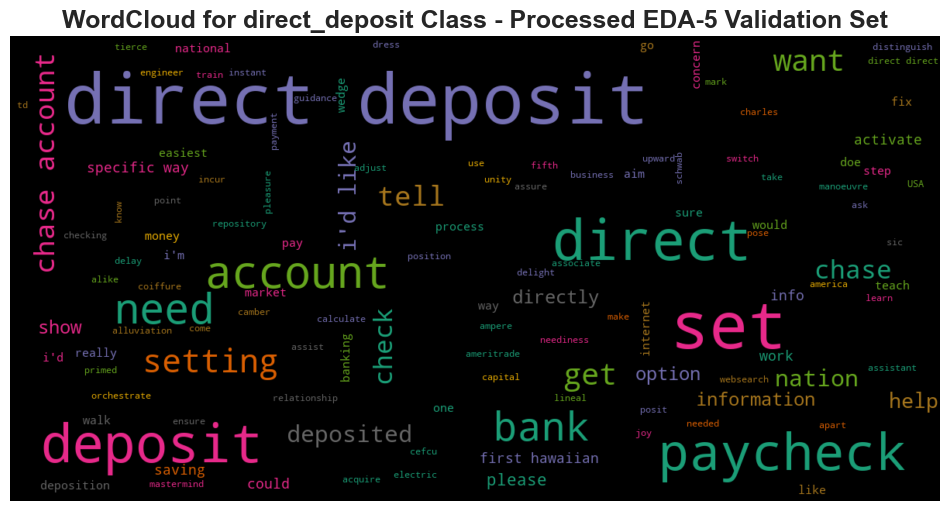 WordCloud for direct_deposit Class - Processed EDA-5 Validation Set
tierce
national
dress
go
concern
want
distinguish
direct direct
engineer
train
instant
direct deposit
guidance
wedge
mark
td
chase account
payment
charles
fix
easiest
specific way
i'd like
adjust
use
fifth
upward
schwab
switch
activate
doe
step
incur
pleasure
tell
unity
assure
business
aim
take
manoeuvre
USA
know
point
repository
process
sure
would
ask
checking
money
i'm
pay
position
direct
pose
sic
delay
alike
account
delight
associate
chase
coiffure
market
directly
info
america
teach
learn
need
camber
way
set
show
alluviation
come
calculate
check
ampere
make
internet
i'd
really
assist
banking
neediness
work
primed
setting
ameritrade
get
option
websearch
nation
assistant
capital
orchestrate
relationship
lineal
information
help
one
posit
walk
ensure
deposited
bank
needed
apart
deposit
joy
paycheck
cefcu
first hawaiian
saving
deposition
mastermind
could
acquire
electric
please
like